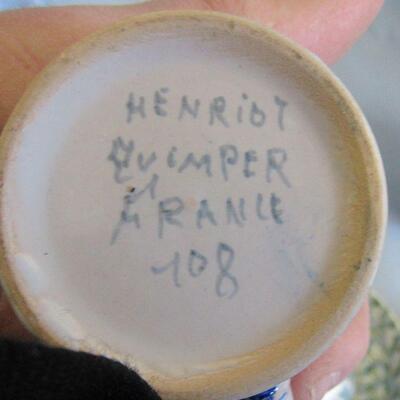 HENRIOT
QUIMPER
FRANCE
108